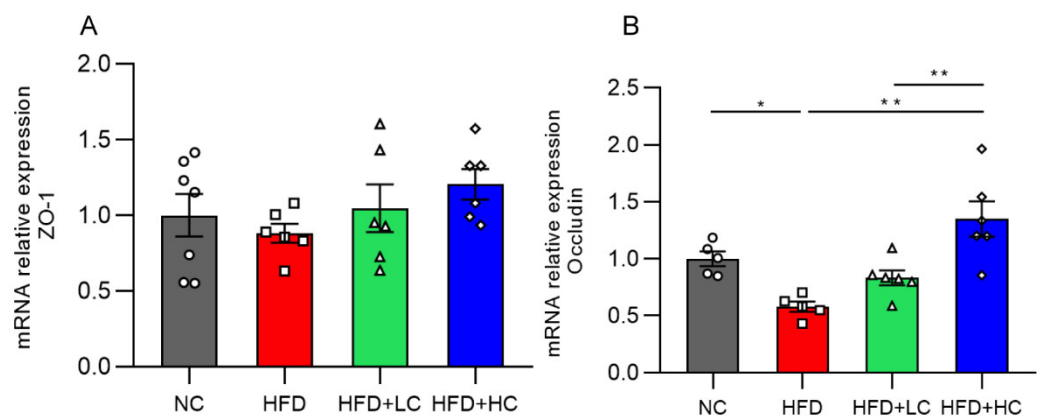 A
mRNA relative expression
ZO-1
2.0
1.5
1.0
0.5
0.0
NC HFD HFD+LC HFD+HC
B
mRNA relative expression
Occludin
2.5
2.0
1.5
1.0
0.5
0.0
**
* **
NC HFD HFD+LC HFD+HC